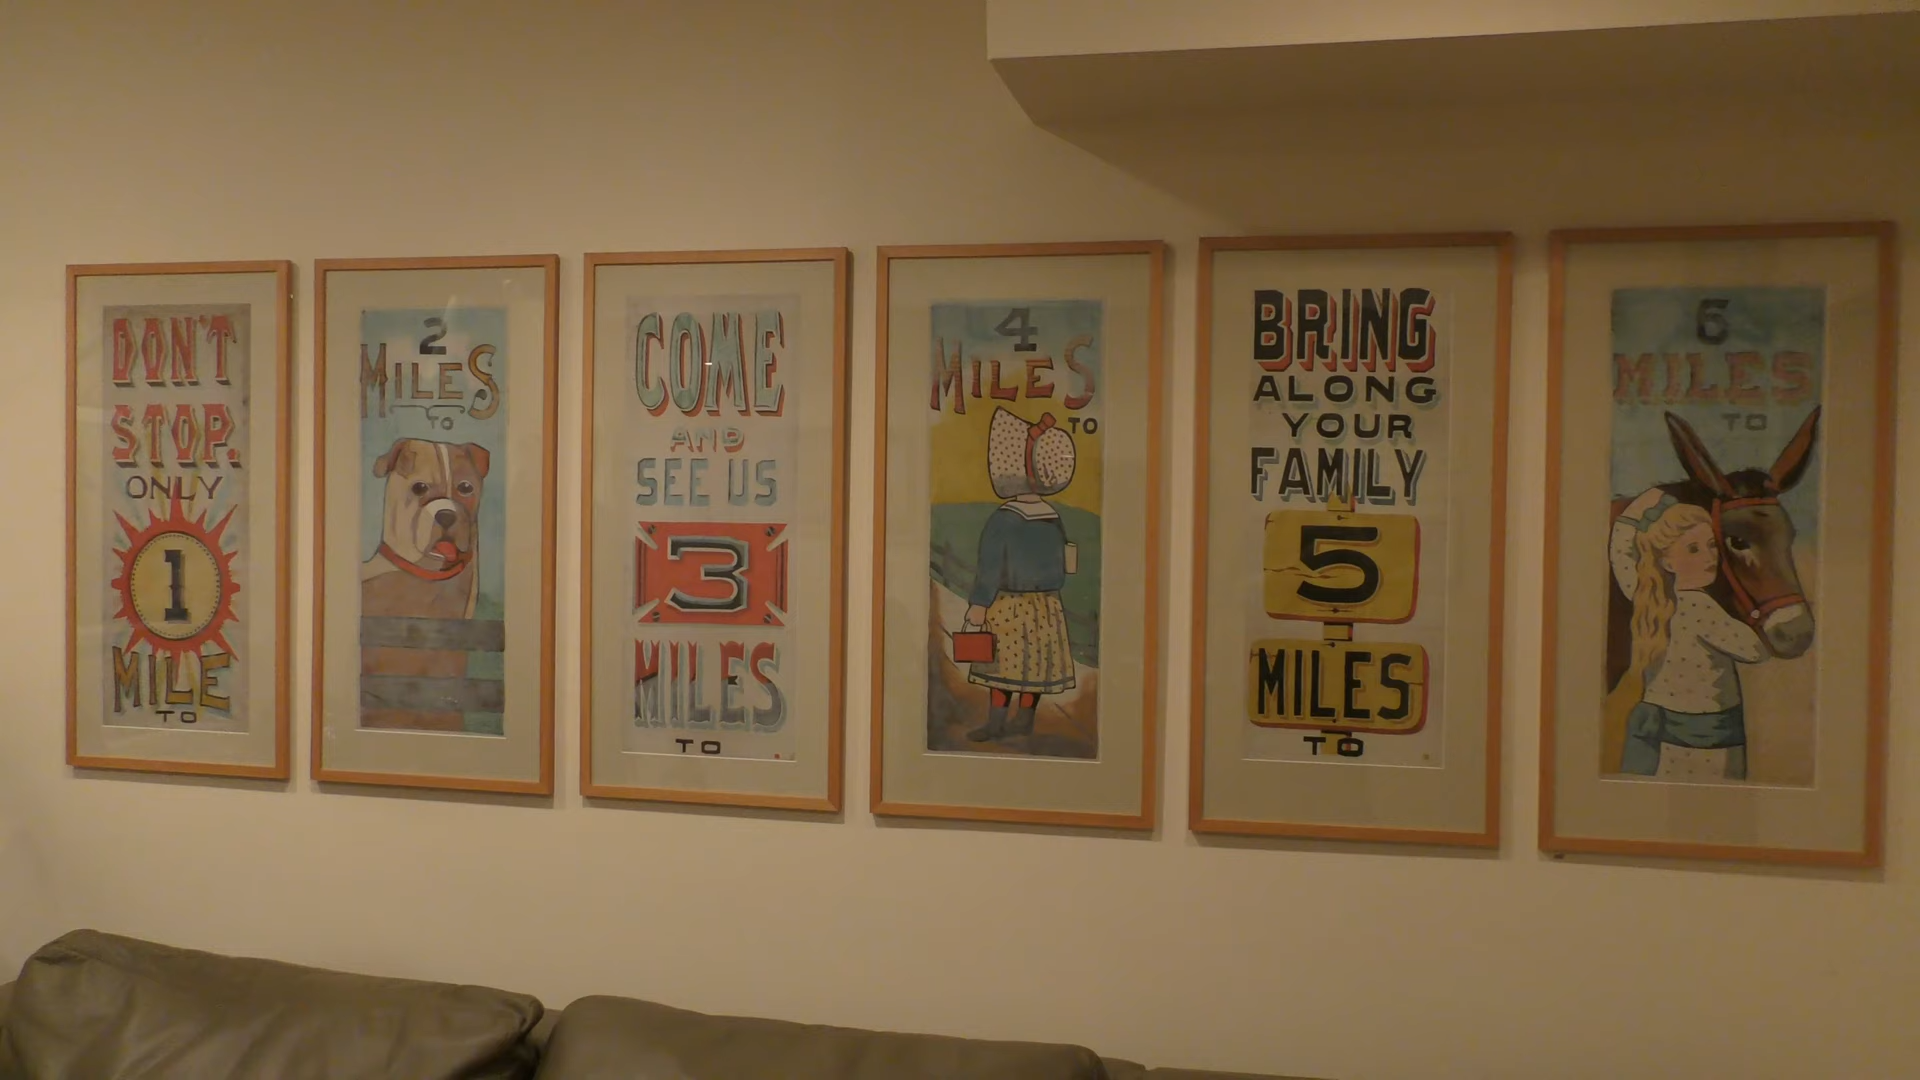 DON'T
STOP.
ONLY
1
MILE
TO
2
MILES
TO
COME
AND
SEE US
3
MILES
TO
4
MILES
TO
BRING
ALONG
YOUR
FAMILY
5
MILES
TO
6
MILES
TO